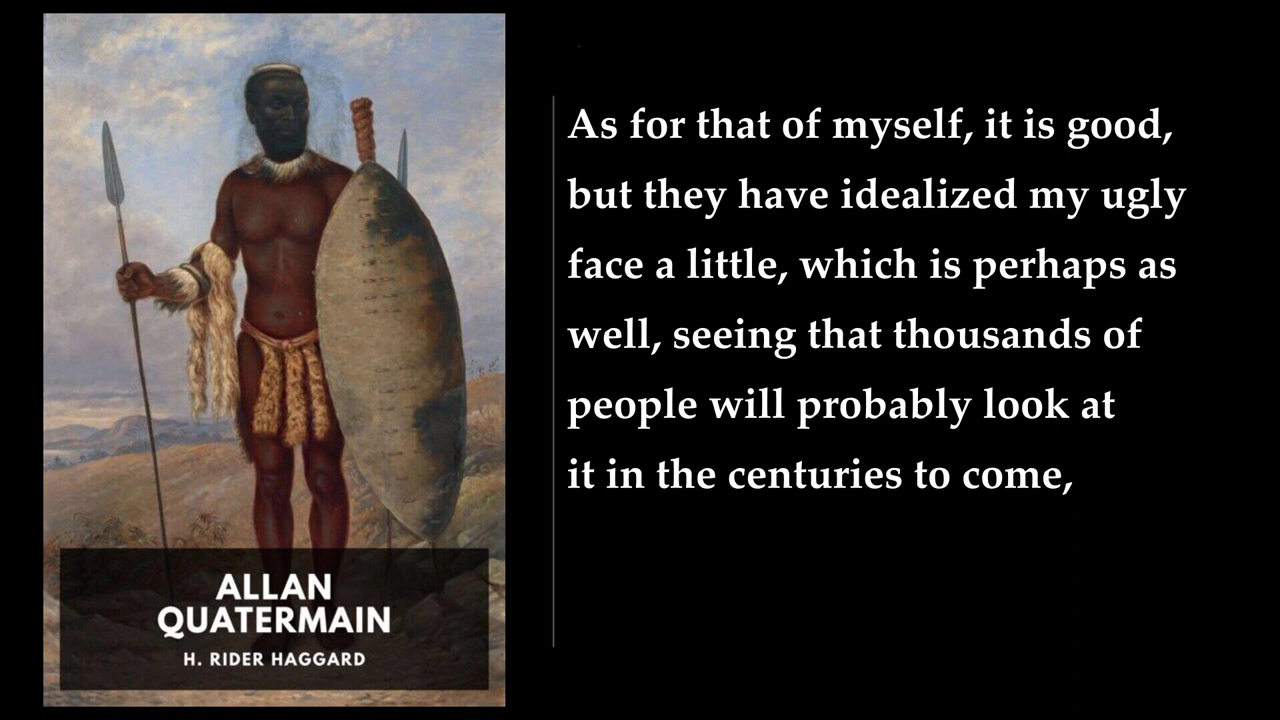 ALLAN
QUATERMAIN
H. RIDER HAGGARD
As for that of myself, it is good,
but they have idealized my ugly
face a little, which is perhaps as
well, seeing that thousands of
people will probably look at
it in the centuries to come,